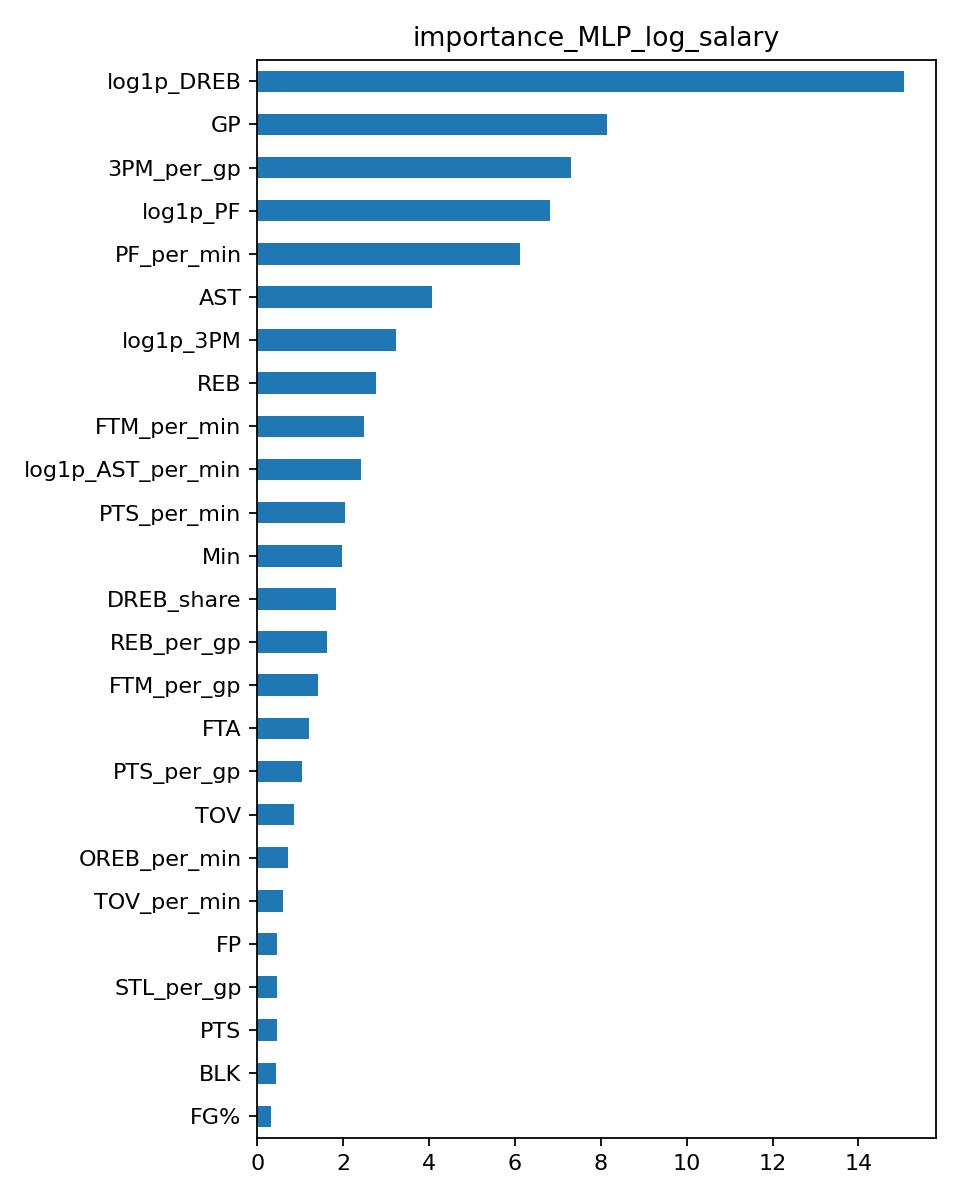 importance_MLP_log_salary
log1p_DREB
GP
3PM_per_gp
log1p_PF
PF_per_min
AST
log1p_3PM
REB
FTM_per_min
log1p_AST_per_min
PTS_per_min
Min
DREB_share
REB_per_gp
FTM_per_gp
FTA
PTS_per_gp
TOV
OREB_per_min
TOV_per_min
FP
STL_per_gp
PTS
BLK
FG%
0 2 4 6 8 10 12 14